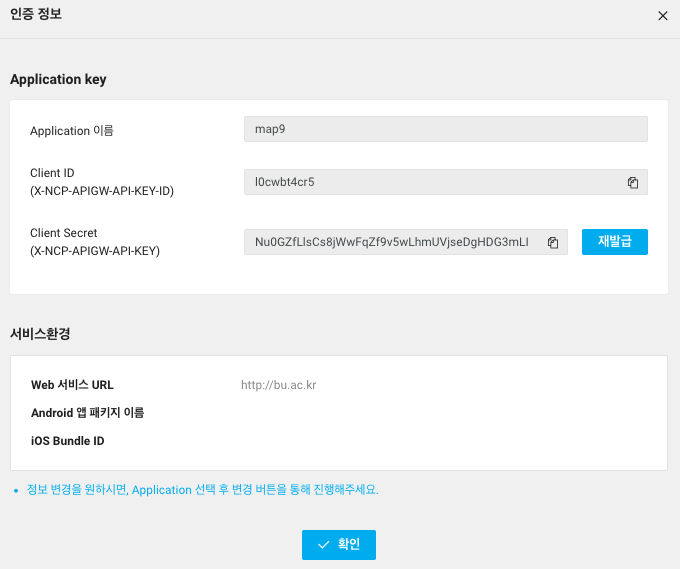 인증 정보
Application key
Application 이름
map9
Client ID
(X-NCP-APIGW-API-KEY-ID)
l0cwbt4cr5
Client Secret
(X-NCP-APIGW-API-KEY)
Nu0GZfLlsCs8jWwFqZf9v5wLhmUVjseDgHDG3mLI
재발급
서비스환경
Web 서비스 URL
http://bu.ac.kr
Android 앱 패키지 이름
iOS Bundle ID
• 정보 변경을 원하시면, Application 선택 후 변경 버튼을 통해 진행해주세요.
확인